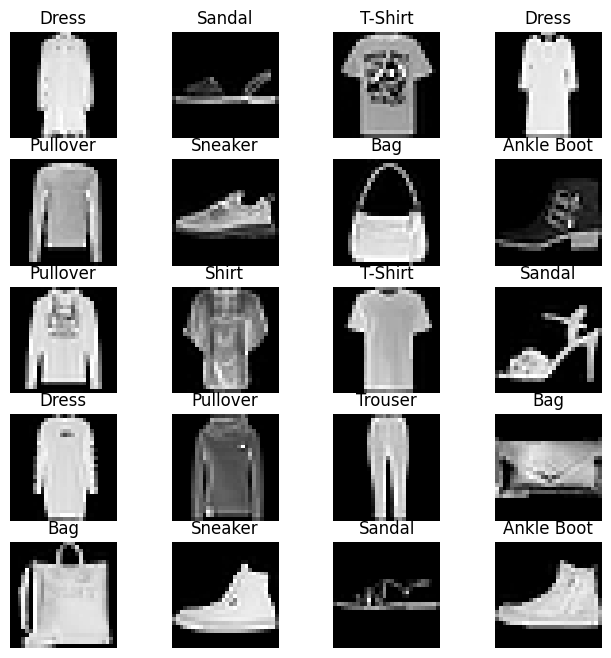 Dress Sandal T-Shirt Dress
Pullover Sneaker Bag Ankle Boot
Pullover Shirt T-Shirt Sandal
Dress Pullover Trouser Bag
Bag Sneaker Sandal Ankle Boot